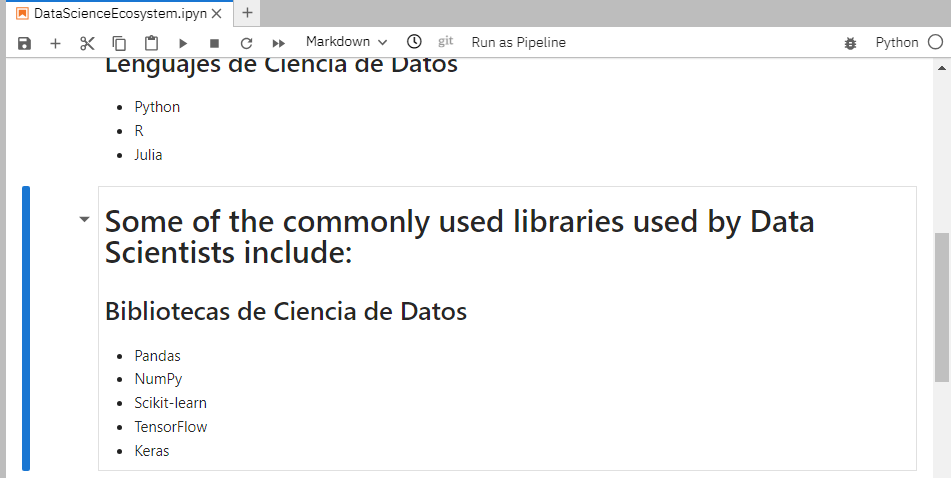 DataScienceEcosystem.ipyn
Markdown git Run as Pipeline Python
Lenguajes de Ciencia de Datos
Python
R
Julia
Some of the commonly used libraries used by Data
Scientists include:
Bibliotecas de Ciencia de Datos
Pandas
NumPy
Scikit-learn
TensorFlow
Keras